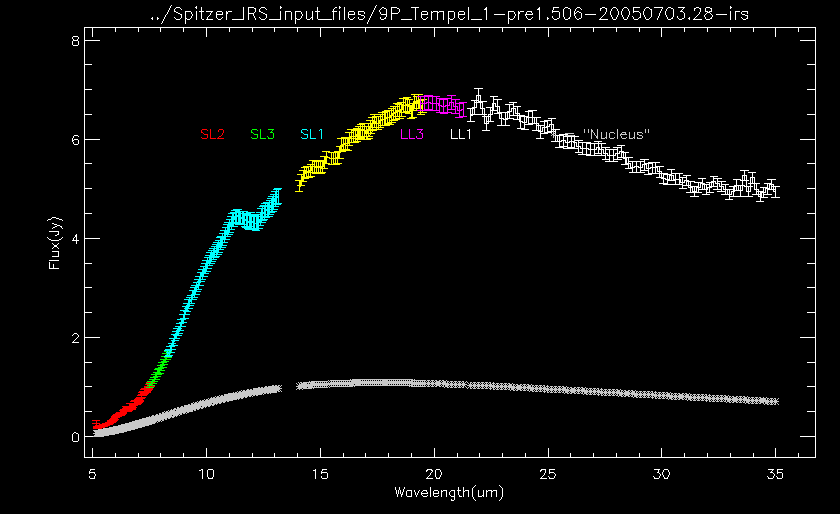 ../Spitzer_IRS_input_files/9P_Tempel_1-pre1.506-20050703.28-irs
8
SL2 SL3 SL1 LL3 LL1 "Nucleus"
6
Flux(Jy)
4
2
0
5 10 15 20 25 30 35
Wavelength(um)